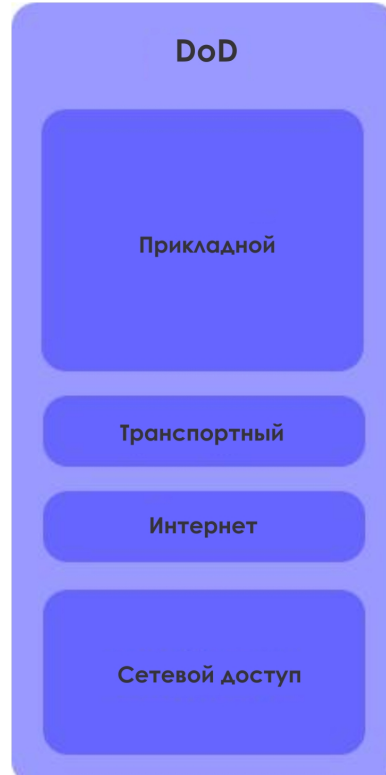 DoD
Прикладной
Транспортный
Интернет
Сетевой доступ